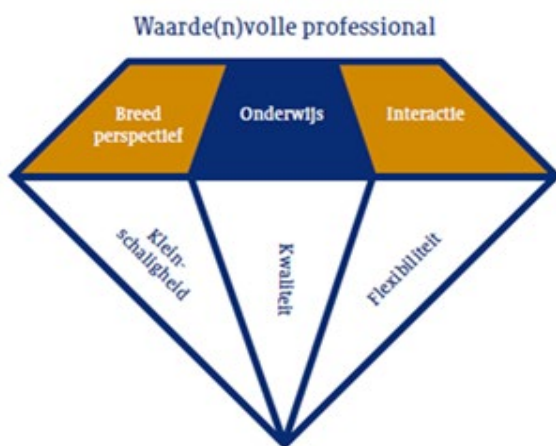 Waarde(n)volle professional
Breed
perspectief
Onderwijs
Interactie
Klein-
schaligheid
Kwaliteit
Flexibiliteit